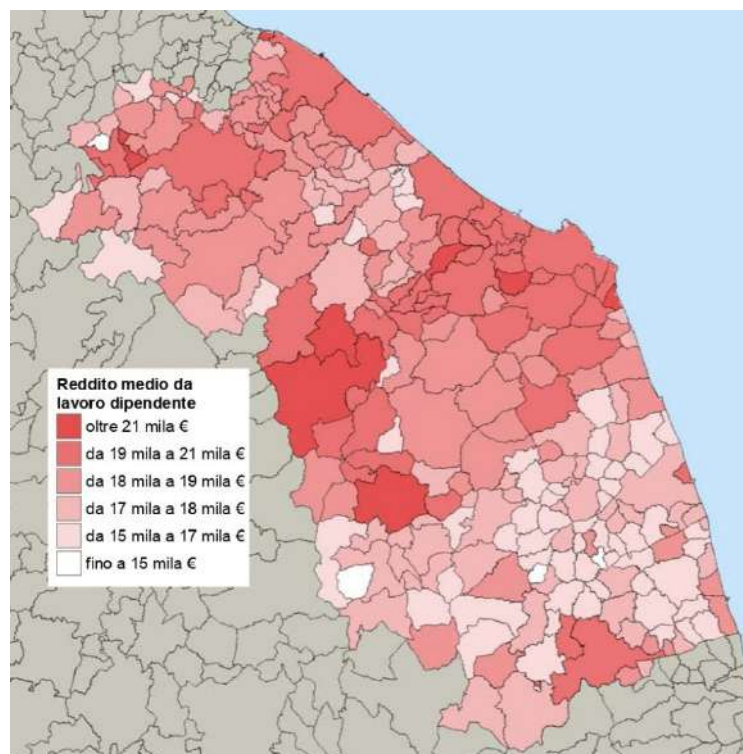 Reddito medio da
lavoro dipendente
oltre 21 mila €
da 19 mila a 21 mila €
da 18 mila a 19 mila €
da 17 mila a 18 mila €
da 15 mila a 17 mila €
fino a 15 mila €